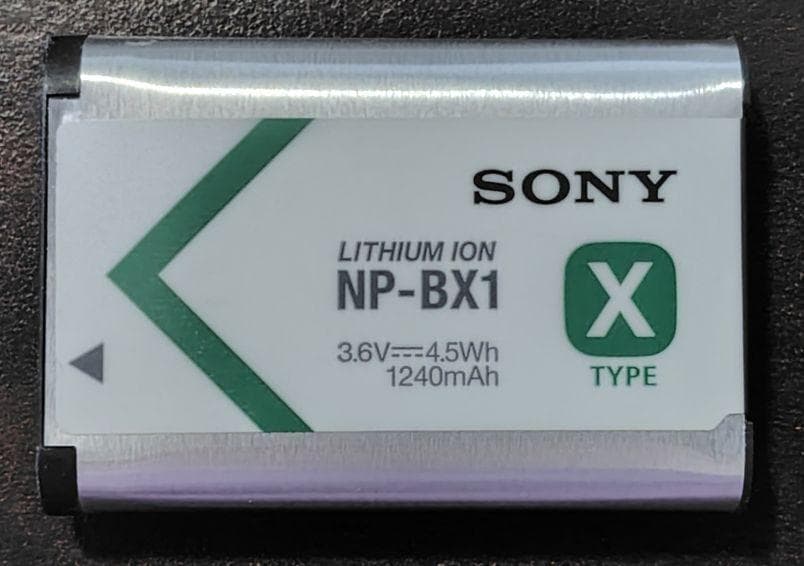 SONY
LITHIUM ION
NP-BX1
3.6V⎓4.5Wh
1240mAh
X
TYPE